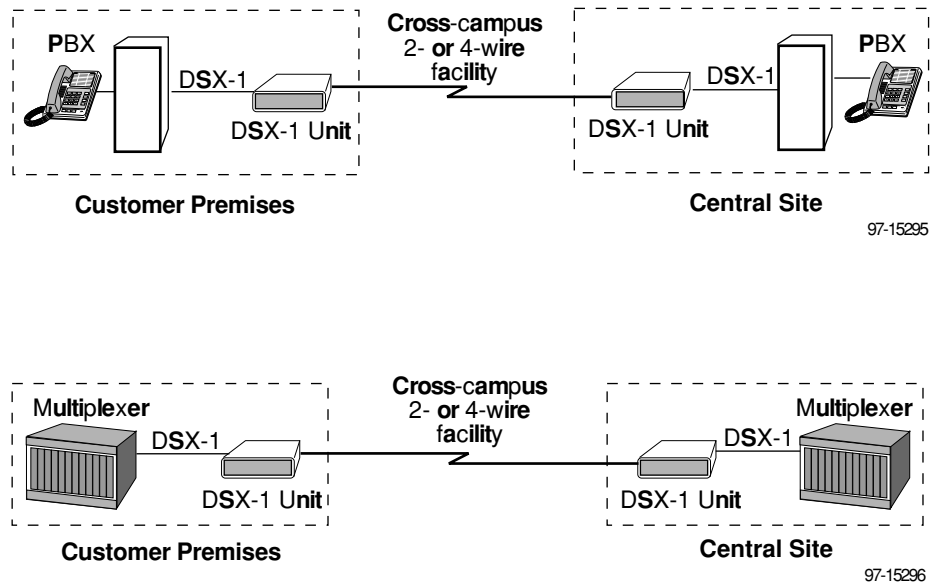 Cross-campus
2- or 4-wire
facility
PBX
PBX
DSX-1
DSX-1
DSX-1 Unit
DSX-1 Unit
Customer Premises
Central Site
97-15295
Cross-campus
2- or 4-wire
facility
Multiplexer
Multiplexer
DSX-1
DSX-1
DSX-1 Unit
DSX-1 Unit
Customer Premises
Central Site
97-15296